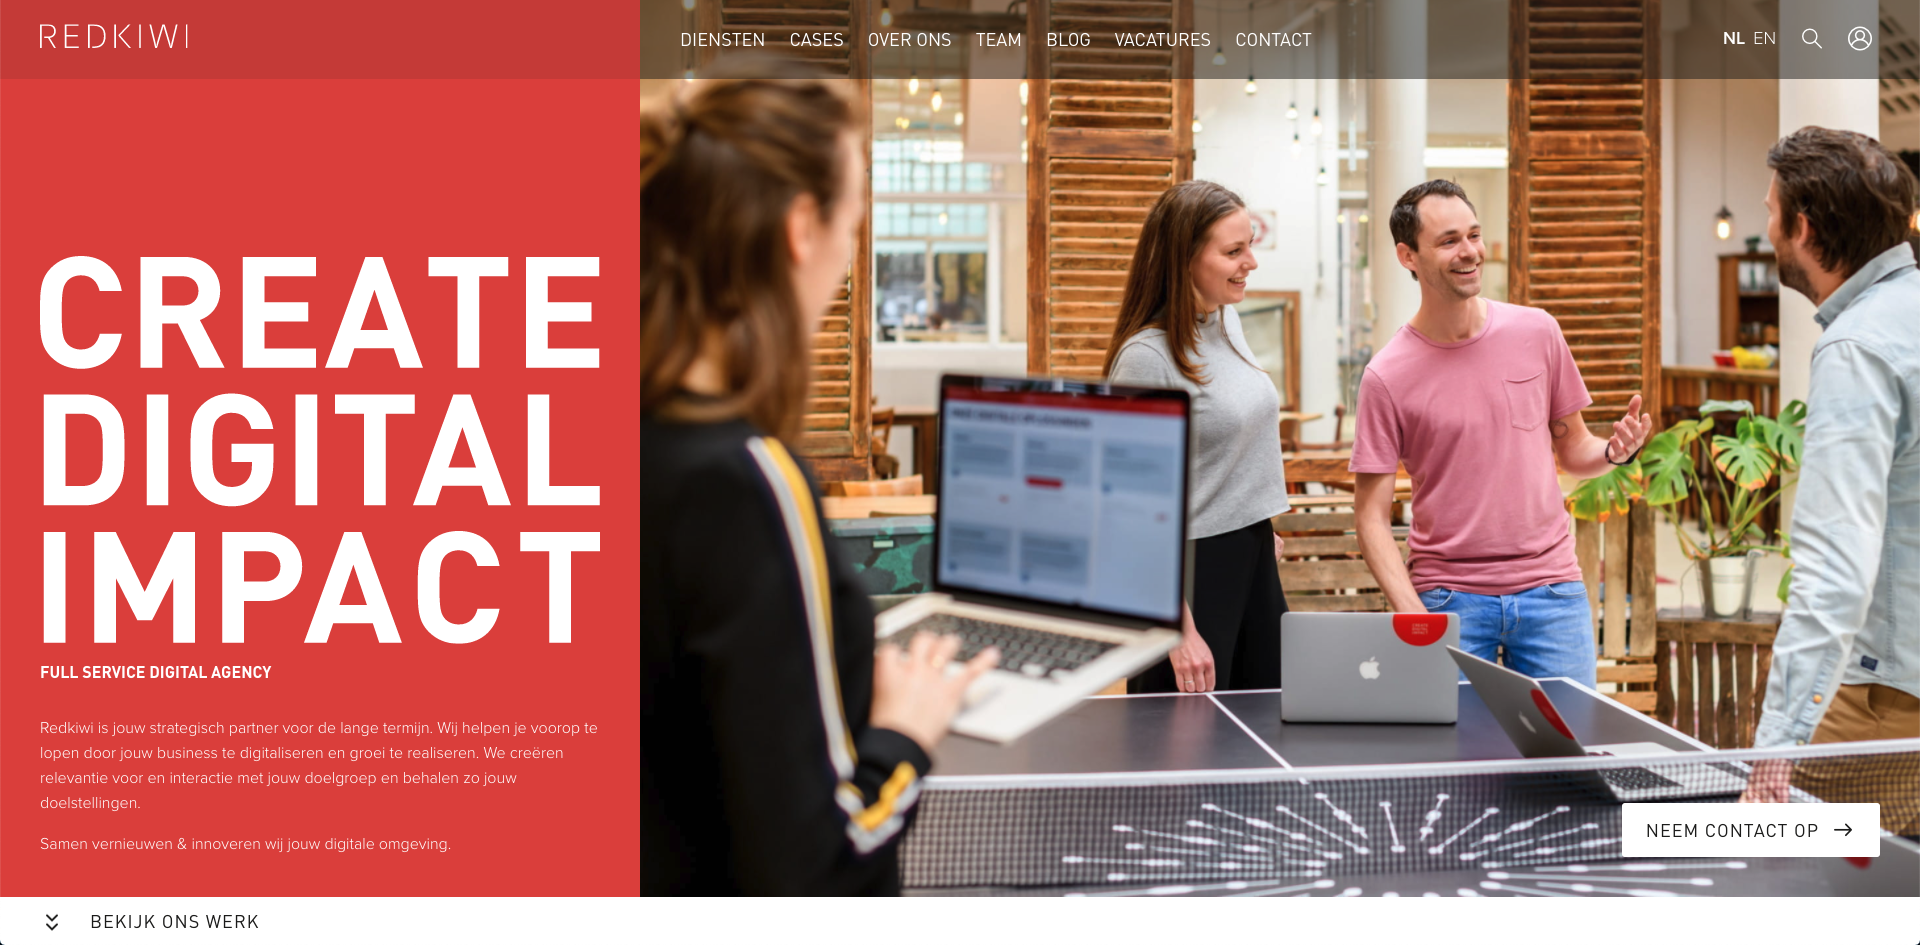 REDKIWI
DIENSTEN CASES OVER ONS TEAM BLOG VACATURES CONTACT
NL EN
CREATE
DIGITAL
IMPACT
FULL SERVICE DIGITAL AGENCY
Redkiwi is jouw strategisch partner voor de lange termijn. Wij helpen je voorop te
lopen door jouw business te digitaliseren en groei te realiseren. We creëren
relevantie voor en interactie met jouw doelgroep en behalen zo jouw
doelstellingen.
Samen vernieuwen & innoveren wij jouw digitale omgeving.
CREATE
DIGITAL
IMPACT
NEEM CONTACT OP
BEKIJK ONS WERK